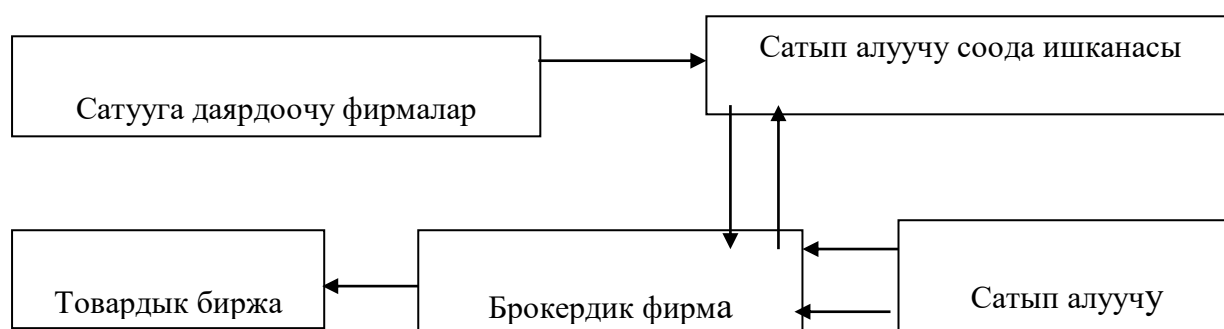 Сатып алуучу соода ишканасы
Сатууга даярдоочу фирмалар
Товардык биржа
Брокердик фирма
Сатып алуучу